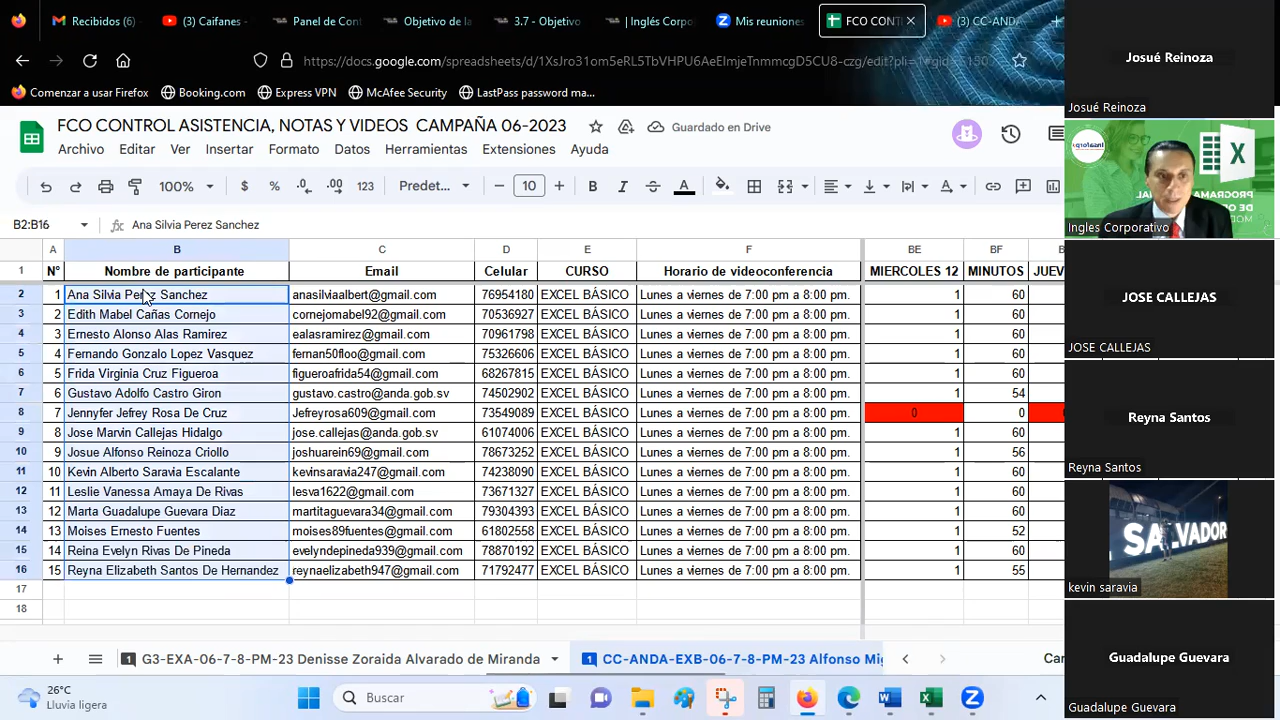 Recibidos (6)
(3) Caifanes -
Panel de Cont
Objetivo de la
3.7 - Objetivo
| Inglés Corpo
Mis reuniones
FCO CONT
(3) CC-ANDA
https://docs.google.com/spreadsheets/d/1XsJro31om5eRL5TbVHPU6AeEImjeTnmmcgD5CU8-czg/edit?pli=1#gid=
Comenzar a usar Firefox
Booking.com
Express VPN
McAfee Security
LastPass password ma...
FCO CONTROL ASISTENCIA, NOTAS Y VIDEOS CAMPAÑA 06-2023
Guardado en Drive
Archivo Editar Ver Insertar Formato Datos Herramientas Extensiones Ayuda
100% $ % .0 .00 123 Predet... 10 B I S A
B2:B16 fx Ana Silvia Perez Sanchez
A B C D E F BE BF
1 N° Nombre de participante Email Celular CURSO Horario de videoconferencia MIERCOLES 12 MINUTOS JUEV
2 1 Ana Silvia Perez Sanchez anasilviaalbert@gmail.com 76954180 EXCEL BÁSICO Lunes a viernes de 7:00 pm a 8:00 pm. 1 60
3 2 Edith Mabel Cañas Cornejo cornejomabel92@gmail.com 70536927 EXCEL BÁSICO Lunes a viernes de 7:00 pm a 8:00 pm. 1 60
4 3 Ernesto Alonso Alas Ramirez ealasramirez@gmail.com 70961798 EXCEL BÁSICO Lunes a viernes de 7:00 pm a 8:00 pm. 1 60
5 4 Fernando Gonzalo Lopez Vasquez fernan50floo@gmail.com 75326606 EXCEL BÁSICO Lunes a viernes de 7:00 pm a 8:00 pm. 1 60
6 5 Frida Virginia Cruz Figueroa figueroafrida54@gmail.com 68267815 EXCEL BÁSICO Lunes a viernes de 7:00 pm a 8:00 pm. 1 60
7 6 Gustavo Adolfo Castro Giron gustavo.castro@anda.gob.sv 74502902 EXCEL BÁSICO Lunes a viernes de 7:00 pm a 8:00 pm. 1 54
8 7 Jennyfer Jefrey Rosa De Cruz Jefreyrosa609@gmail.com 73549089 EXCEL BÁSICO Lunes a viernes de 7:00 pm a 8:00 pm. 0 0
9 8 Jose Marvin Callejas Hidalgo jose.callejas@anda.gob.sv 61074006 EXCEL BÁSICO Lunes a viernes de 7:00 pm a 8:00 pm. 1 60
10 9 Josue Alfonso Reinoza Criollo joshuarein69@gmail.com 78673252 EXCEL BÁSICO Lunes a viernes de 7:00 pm a 8:00 pm. 1 56
11 10 Kevin Alberto Saravia Escalante kevinsaravia247@gmail.com 74238090 EXCEL BÁSICO Lunes a viernes de 7:00 pm a 8:00 pm. 1 60
12 11 Leslie Vanessa Amaya De Rivas lesva1622@gmail.com 73671327 EXCEL BÁSICO Lunes a viernes de 7:00 pm a 8:00 pm. 1 60
13 12 Marta Guadalupe Guevara Diaz martitaguevara34@gmail.com 79304393 EXCEL BÁSICO Lunes a viernes de 7:00 pm a 8:00 pm. 1 60
14 13 Moises Ernesto Fuentes moises89fuentes@gmail.com 61802558 EXCEL BÁSICO Lunes a viernes de 7:00 pm a 8:00 pm. 1 52
15 14 Reina Evelyn Rivas De Pineda evelyndepineda939@gmail.com 78870192 EXCEL BÁSICO Lunes a viernes de 7:00 pm a 8:00 pm. 1 60
16 15 Reyna Elizabeth Santos De Hernandez reynaelizabeth947@gmail.com 71792477 EXCEL BÁSICO Lunes a viernes de 7:00 pm a 8:00 pm. 1 55
17
18
1 G3-EXA-06-7-8-PM-23 Denisse Zoraida Alvarado de Miranda
1 CC-ANDA-EXB-06-7-8-PM-23 Alfonso Mig
Can
26°C
Lluvia ligera
Buscar
Josué Reinoza
Josué Reinoza
PROGRAMA
X
Ingles Corporativo
JOSE CALLEJAS
JOSE CALLEJAS
Reyna Santos
Reyna Santos
SALVADOR
kevin saravia
Guadalupe Guevara
Guadalupe Guevara